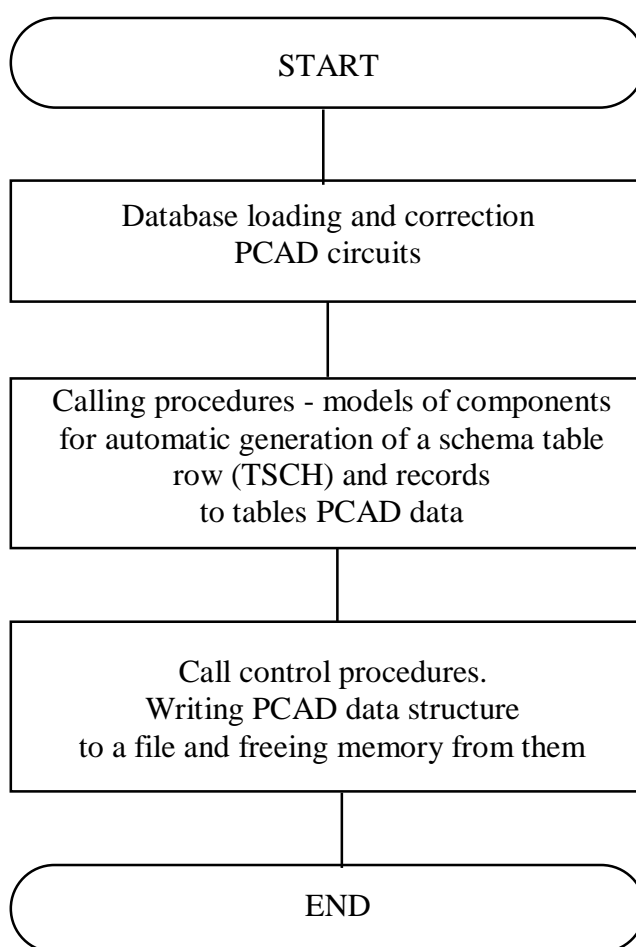 START
Database loading and correction
PCAD circuits
Calling procedures - models of components
for automatic generation of a schema table
row (TSCH) and records
to tables PCAD data
Call control procedures.
Writing PCAD data structure
to a file and freeing memory from them
END